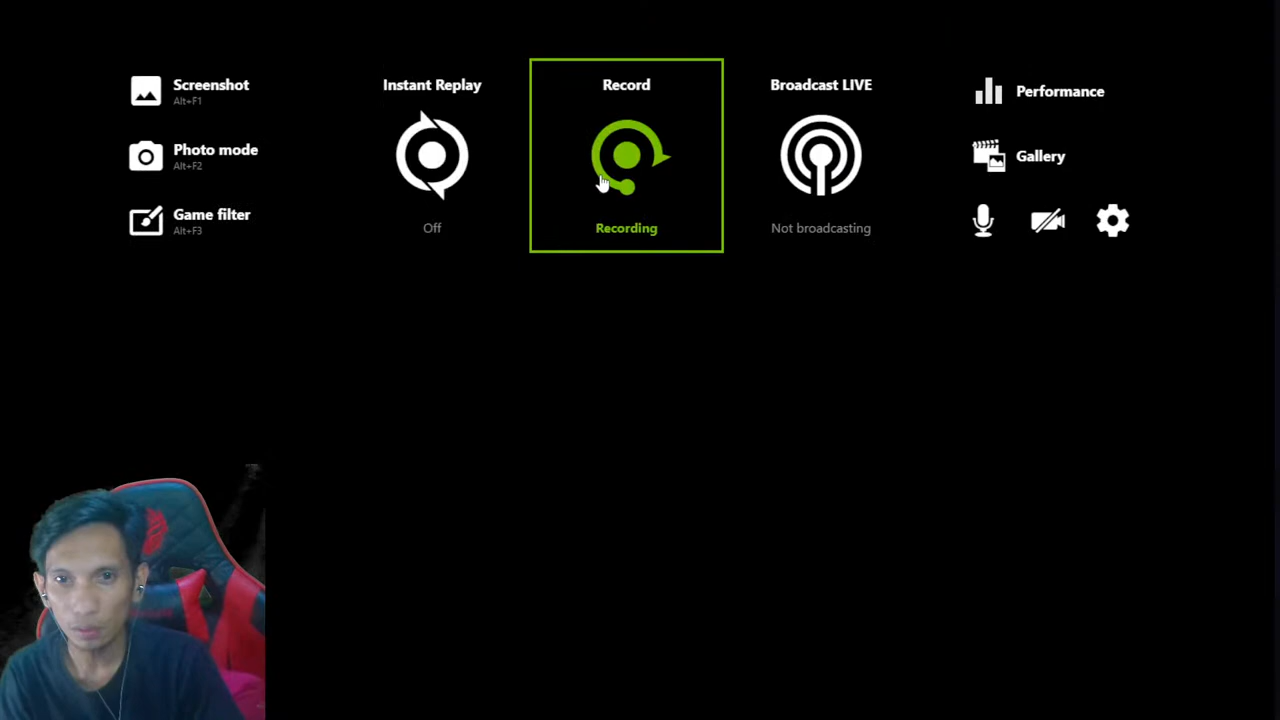 Screenshot
Alt+F1
Photo mode
Alt+F2
Game filter
Alt+F3
Instant Replay
Off
Record
Recording
Broadcast LIVE
Not broadcasting
Performance
Gallery